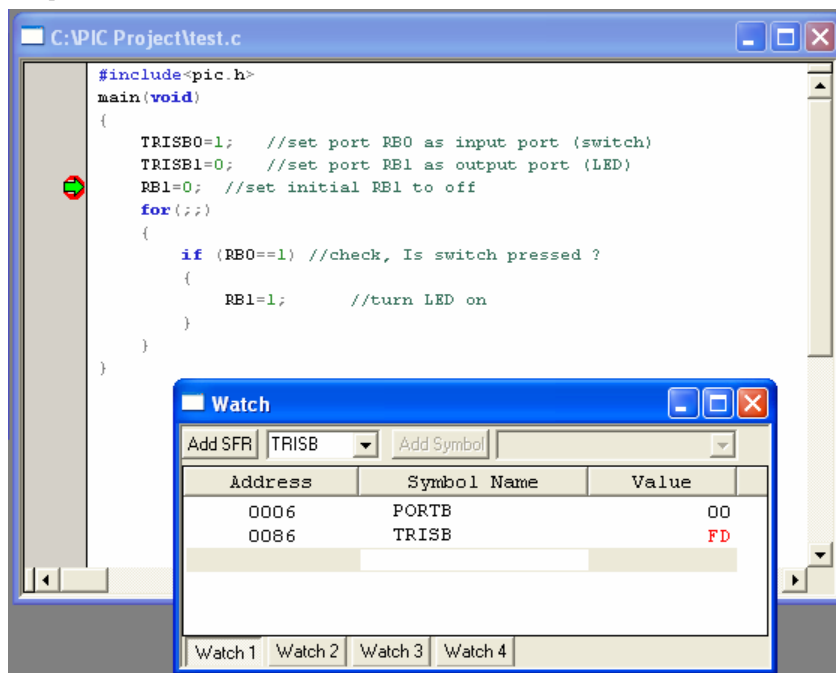 C:\PIC Project\test.c
#include<pic.h>
main(void)
{
TRISB0=1;   //set port RB0 as input port (switch)
TRISB1=0;   //set port RB1 as output port (LED)
RB1=0;  //set initial RB1 to off
for(;;)
{
if (RB0==1) //check, Is switch pressed ?
{
RB1=1;      //turn LED on
}
}
}
Watch
Add SFR TRISB Add Symbol
Address Symbol Name Value
0006 PORTB 00
0086 TRISB FD
Watch 1 Watch 2 Watch 3 Watch 4